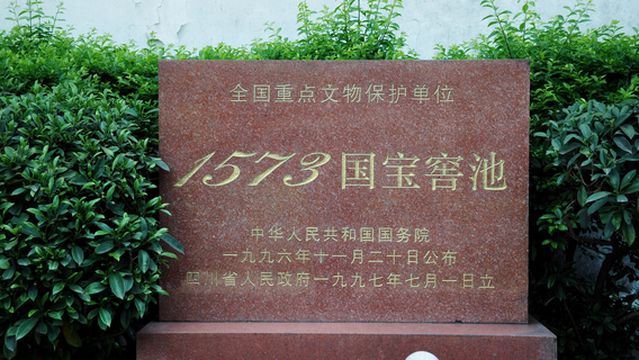 全国重点文物保护单位
1573国宝窖池
中华人民共和国国务院
一九九六年十一月二十日公布
四川省人民政府一九九七年七月一日立